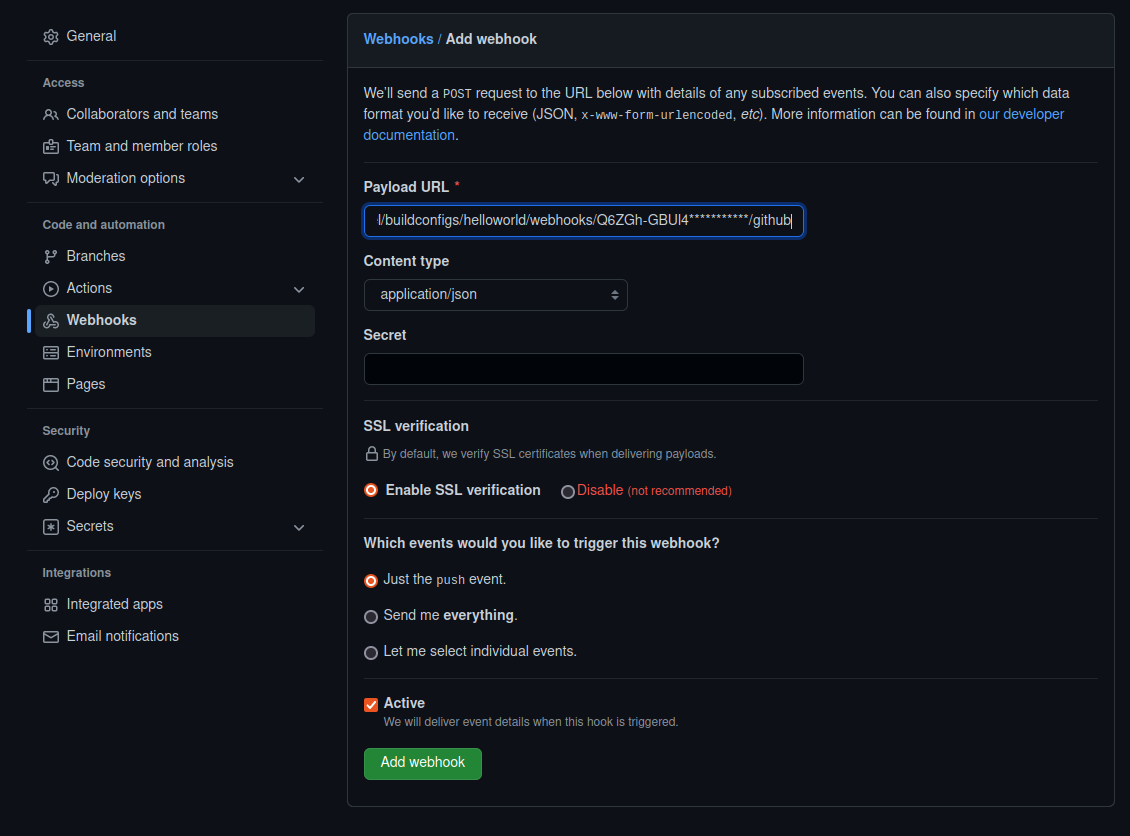 General
Access
Collaborators and teams
Team and member roles
Moderation options
Code and automation
Branches
Actions
Webhooks
Environments
Pages
Security
Code security and analysis
Deploy keys
Secrets
Integrations
Integrated apps
Email notifications
Webhooks / Add webhook
We'll send a POST request to the URL below with details of any subscribed events. You can also specify which data
format you'd like to receive (JSON, x-www-form-urlencoded, etc). More information can be found in our developer
documentation.
Payload URL *
l/buildconfigs/helloworld/webhooks/Q6ZGh-GBUl4***********/github
Content type
application/json
Secret
SSL verification
By default, we verify SSL certificates when delivering payloads.
Enable SSL verification Disable (not recommended)
Which events would you like to trigger this webhook?
Just the push event.
Send me everything.
Let me select individual events.
Active
We will deliver event details when this hook is triggered.
Add webhook